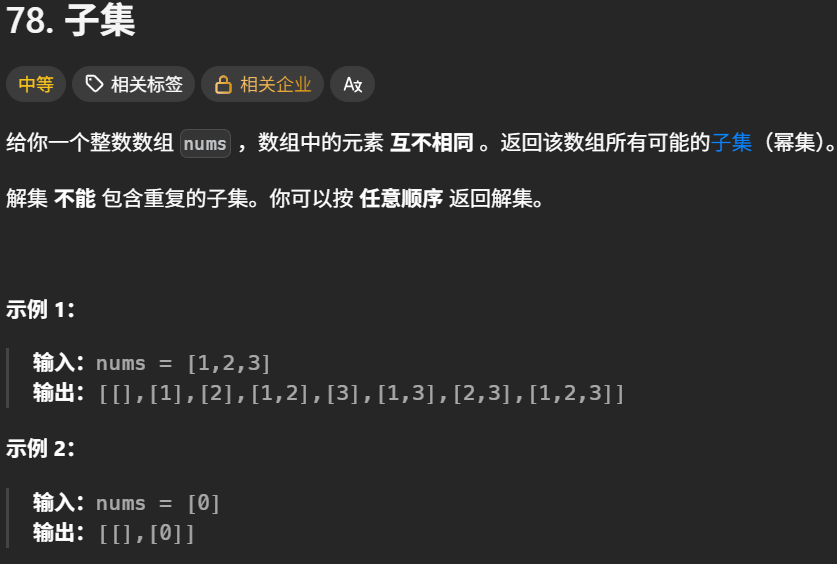 78. 子集
中等 相关标签 相关企业 A文
给你一个整数数组 nums ，数组中的元素 互不相同 。返回该数组所有可能的子集（幂集）。
解集 不能 包含重复的子集。你可以按 任意顺序 返回解集。
示例 1：
输入：nums = [1,2,3]
输出：[[],[1],[2],[1,2],[3],[1,3],[2,3],[1,2,3]]
示例 2：
输入：nums = [0]
输出：[[],[0]]